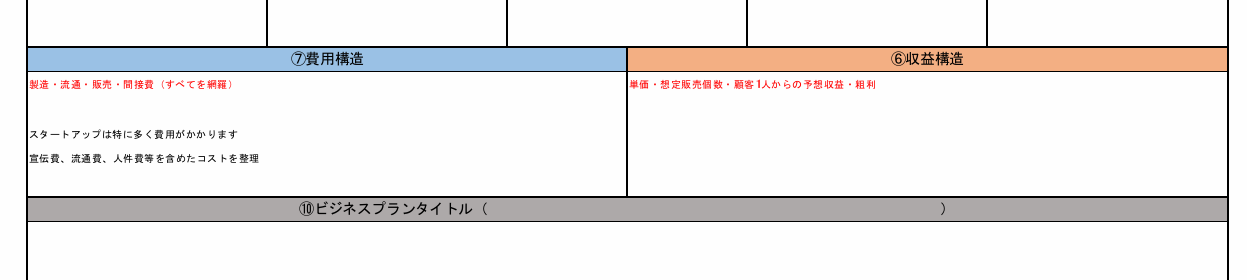 ⑦費用構造
製造・流通・販売・間接費（すべてを網羅）
スタートアップは特に多く費用がかかります
宣伝費、流通費、人件費等を含めたコストを整理
⑥収益構造
単価・想定販売個数・顧客1人からの予想収益・粗利
⑩ビジネスプランタイトル（　　　　　　　　　　）